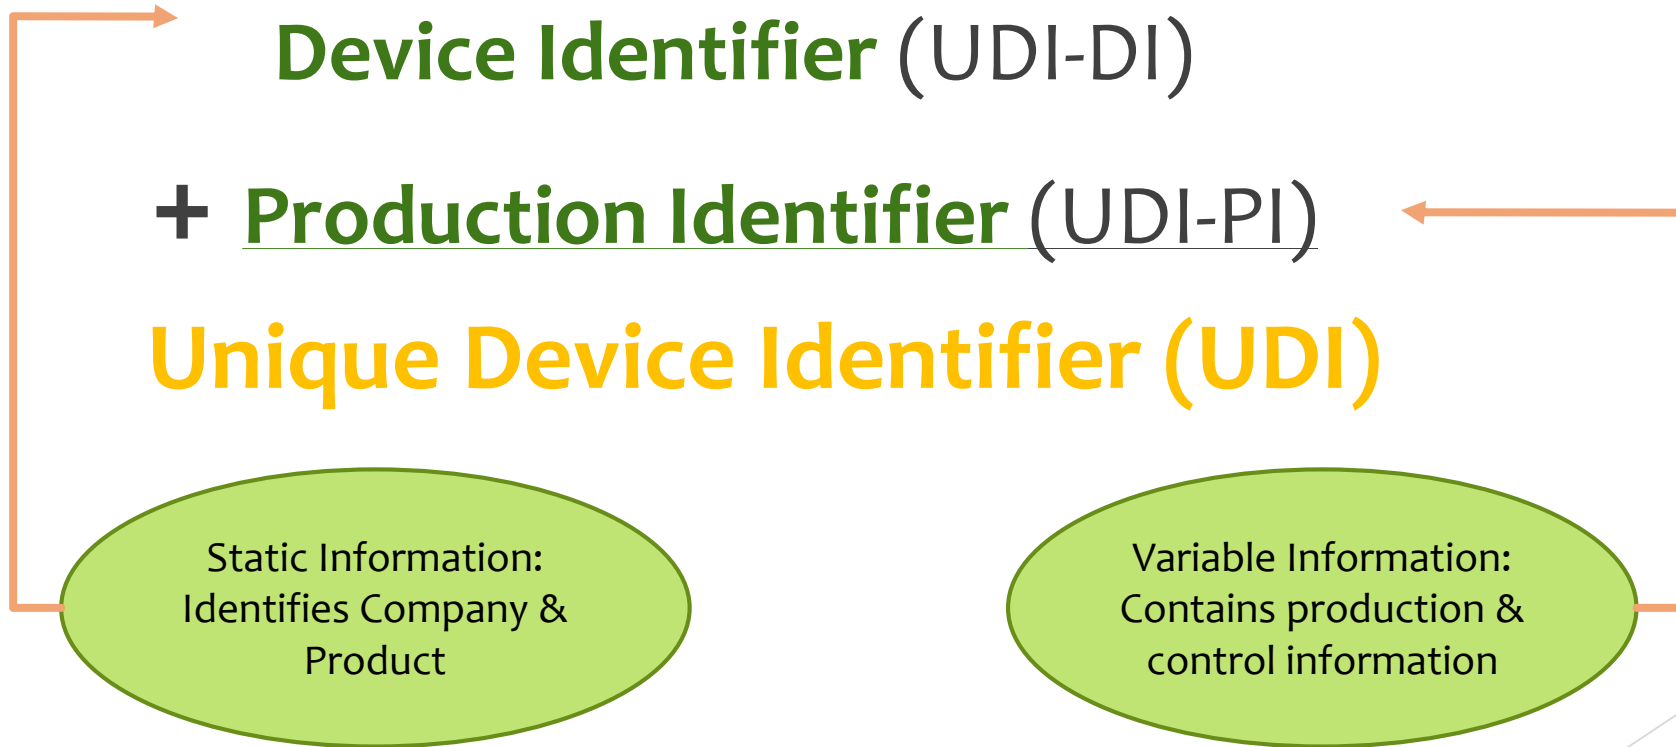 Device Identifier (UDI-DI)
+ Production Identifier (UDI-PI)
Unique Device Identifier (UDI)
Static Information:
Identifies Company &
Product
Variable Information:
Contains production &
control information